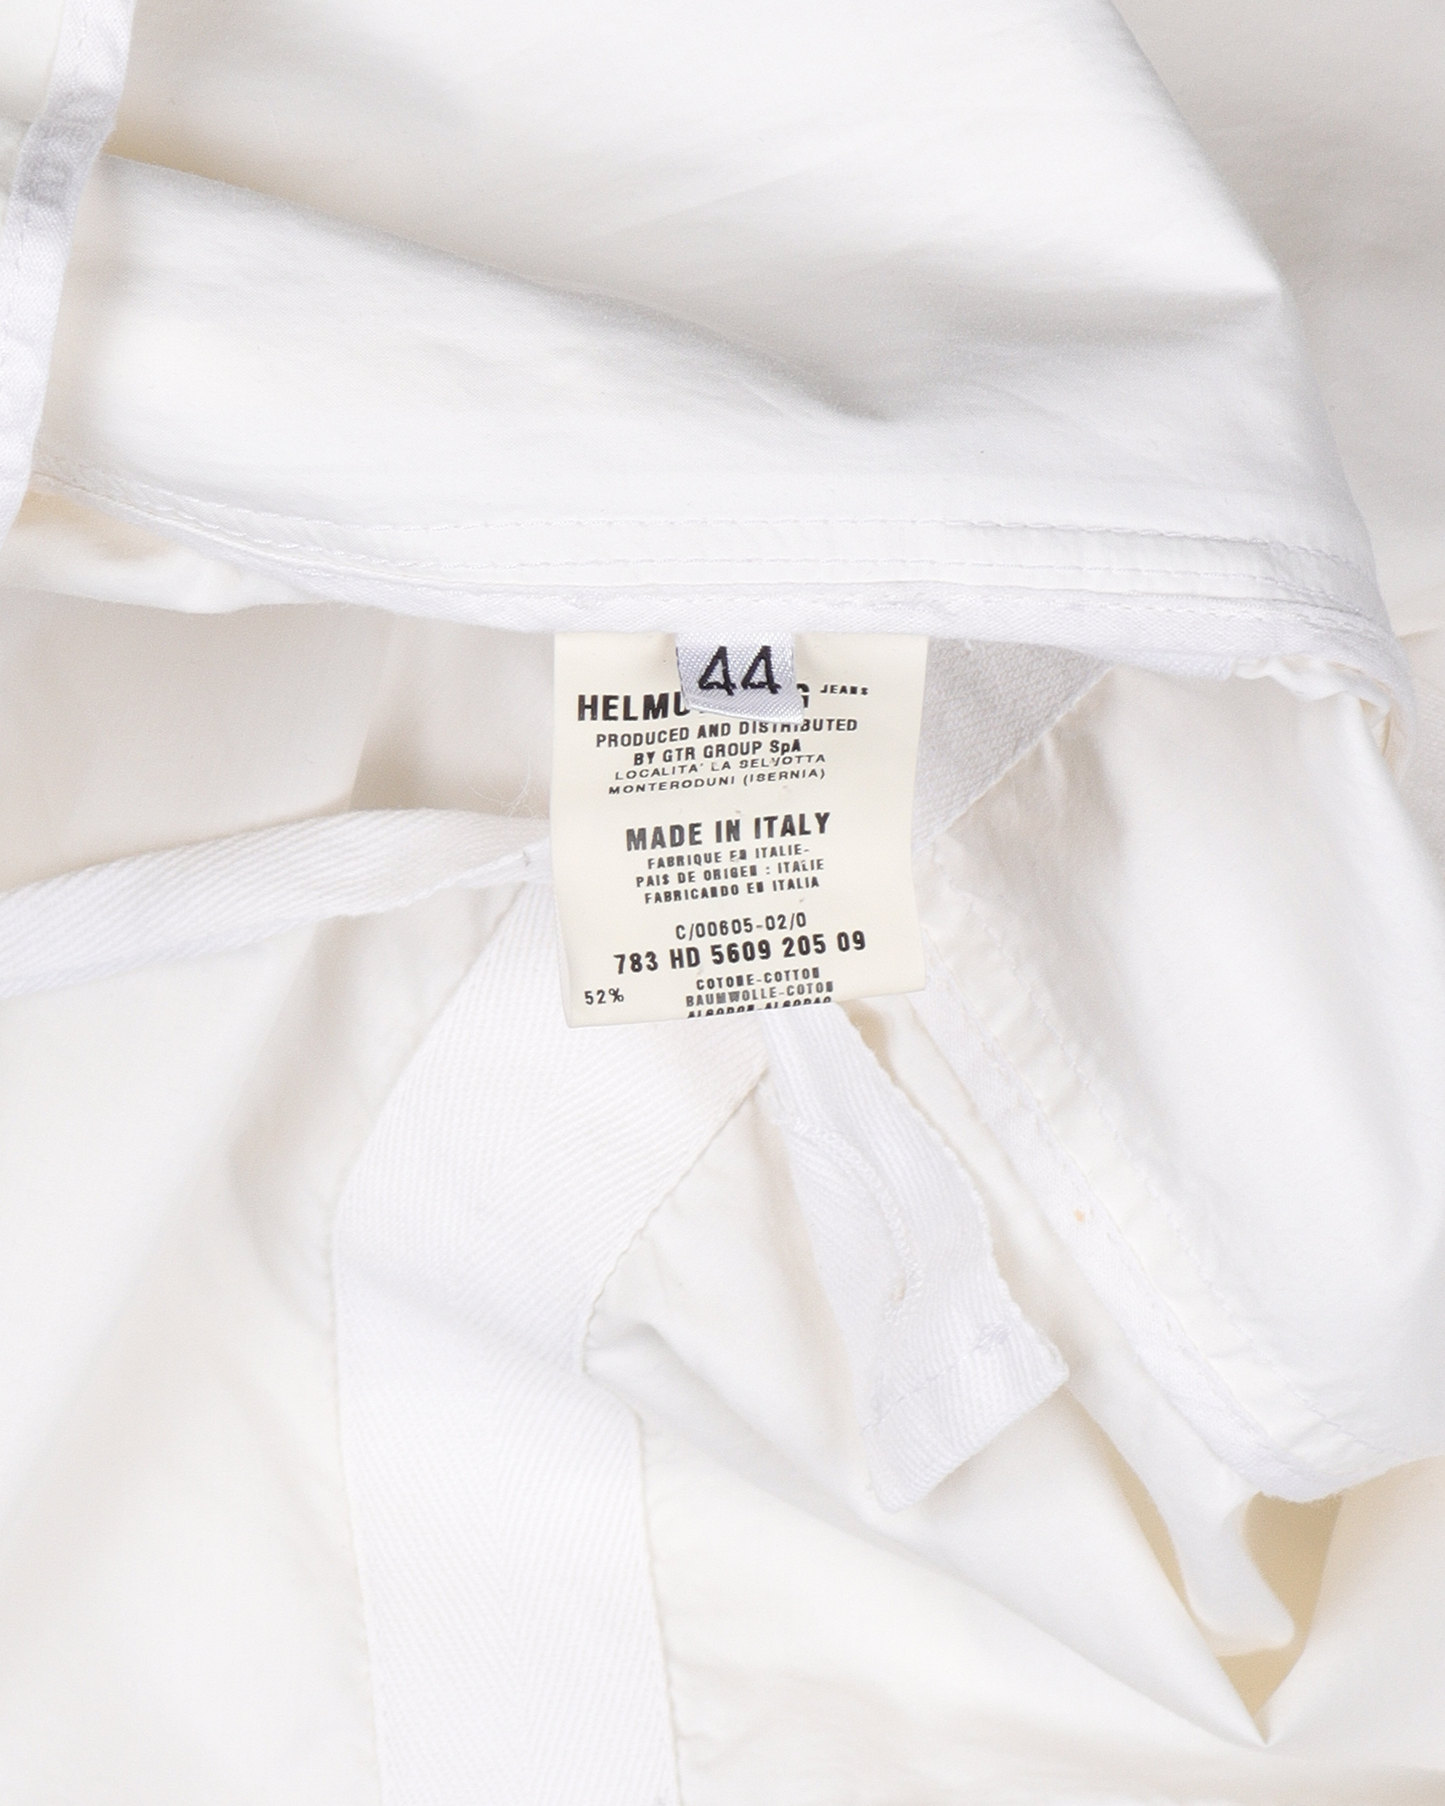 44
HELMU G JEANS
PRODUCED AND DISTRIBUTED
BY GTR GROUP SpA
LOCALITA' LA SELVOTTA
MONTERODUNI (ISERNIA)
MADE IN ITALY
FABRIQUE EN ITALIE-
PAIS DE ORIGEN : ITALIE
FABRICANDO EN ITALIA
C/00605-02/0
783 HD 5609 205 09
52% COTONE-COTTON
BAUMWOLLE-COTON
ALGODON-ALGODAO